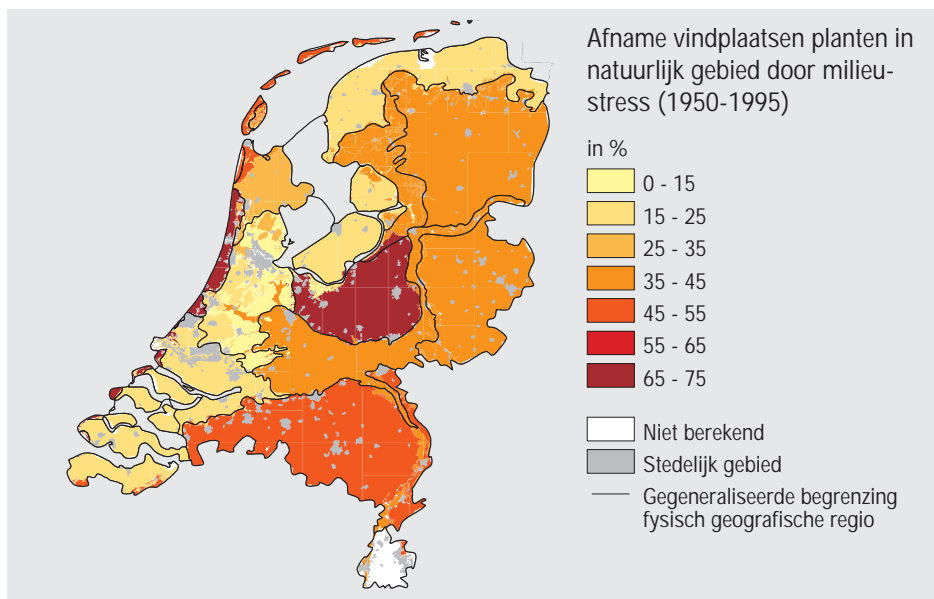 Afname vindplaatsen planten in
natuurlijk gebied door milieu-
stress (1950-1995)
in %
0 - 15
15 - 25
25 - 35
35 - 45
45 - 55
55 - 65
65 - 75
Niet berekend
Stedelijk gebied
Gegeneraliseerde begrenzing
fysisch geografische regio